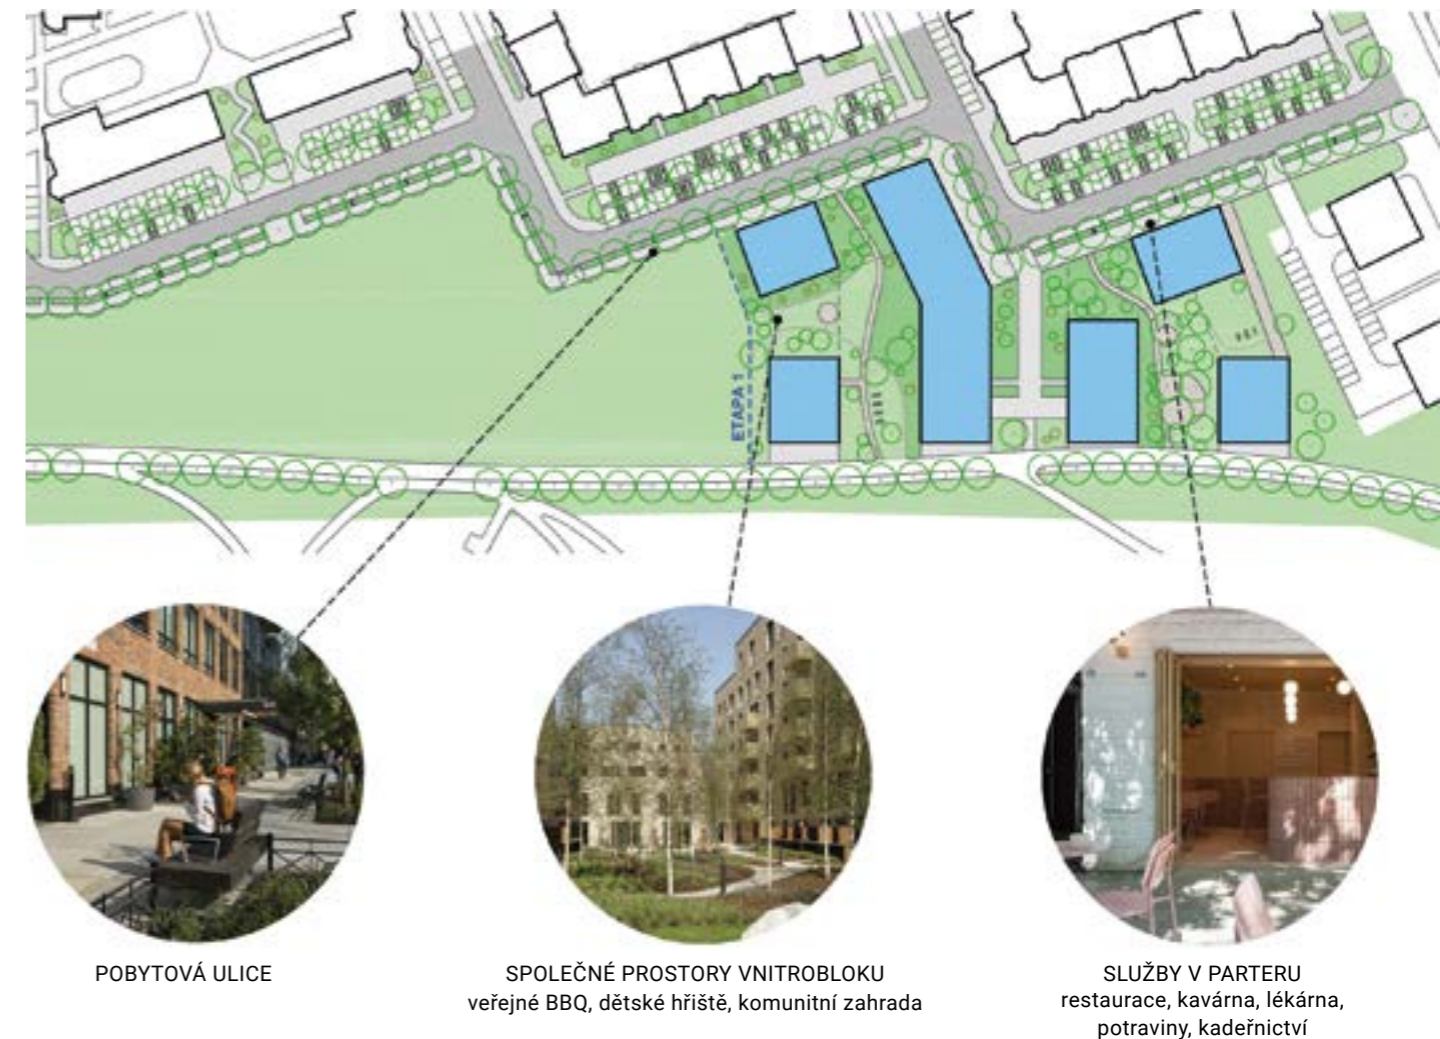 ETAPA 1
POBYTOVÁ ULICE
SPOLEČNÉ PROSTORY VNITROBLOKU
veřejné BBQ, dětské hřiště, komunitní zahrada
SLUŽBY V PARTERU
restaurace, kavárna, lékárna,
potraviny, kadeřnictví